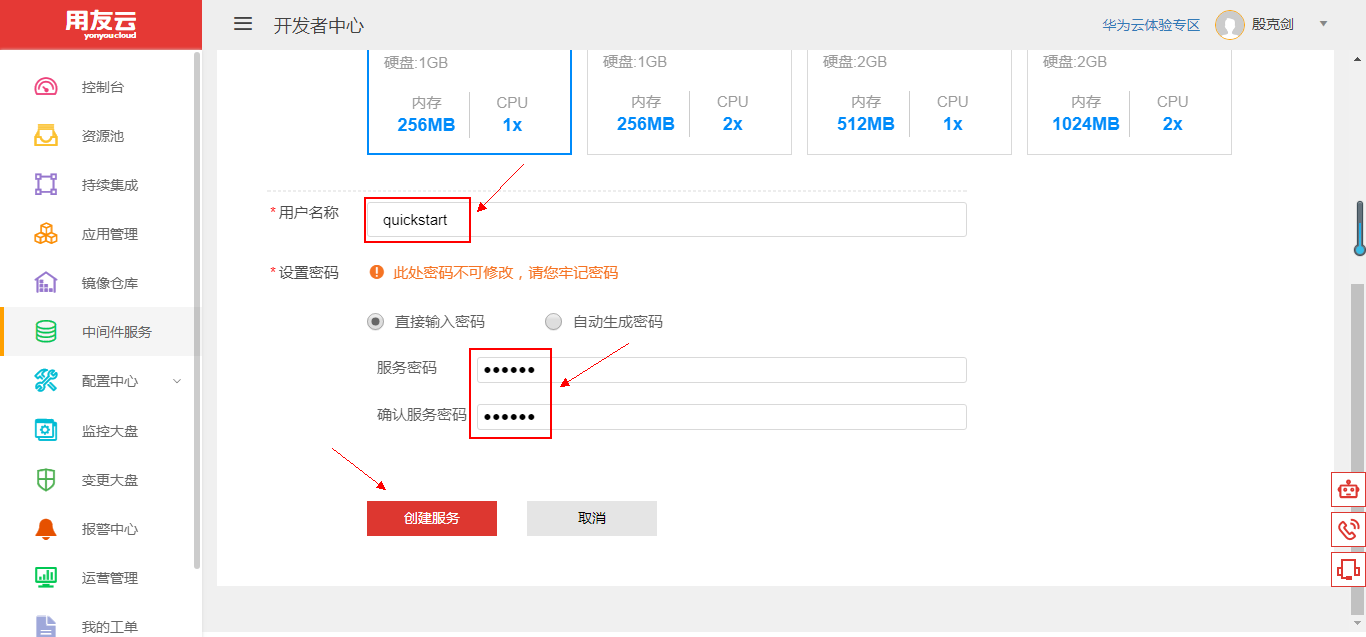 用友云
yonyoucloud
开发者中心
华为云体验专区
殷克剑
控制台
资源池
持续集成
应用管理
镜像仓库
中间件服务
配置中心
监控大盘
变更大盘
报警中心
运营管理
我的工单
硬盘:1GB
内存 CPU
256MB 1x
硬盘:1GB
内存 CPU
256MB 2x
硬盘:2GB
内存 CPU
512MB 1x
硬盘:2GB
内存 CPU
1024MB 2x
*用户名称 quickstart
*设置密码 此处密码不可修改，请您牢记密码
直接输入密码 自动生成密码
服务密码 ••••••
确认服务密码 ••••••
创建服务 取消